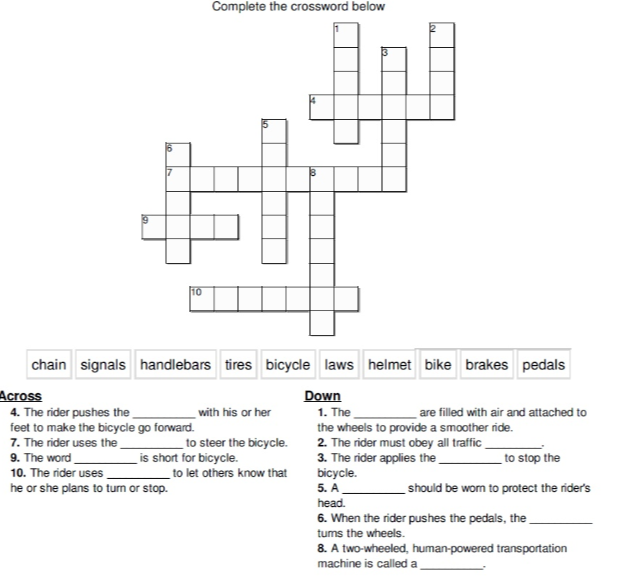 Complete the crossword below
1
2
3
4
5
6
7
8
9
10
chain signals handlebars tires bicycle laws helmet bike brakes pedals
Across
4. The rider pushes the __________ with his or her
feet to make the bicycle go forward.
7. The rider uses the __________ to steer the bicycle.
9. The word __________ is short for bicycle.
10. The rider uses __________ to let others know that
he or she plans to turn or stop.
Down
1. The __________ are filled with air and attached to
the wheels to provide a smoother ride.
2. The rider must obey all traffic __________.
3. The rider applies the __________ to stop the
bicycle.
5. A __________ should be worn to protect the rider's
head.
6. When the rider pushes the pedals, the __________
turns the wheels.
8. A two-wheeled, human-powered transportation
machine is called a __________.